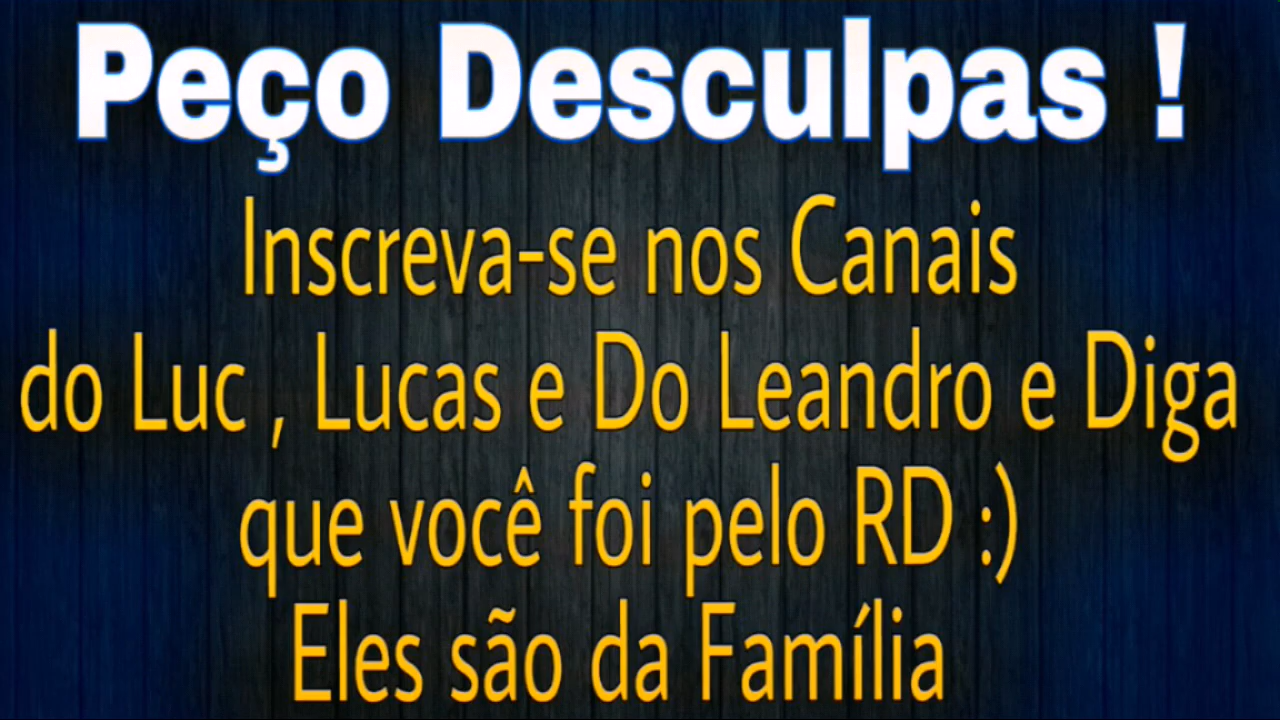 Peço Desculpas !
Inscreva-se nos Canais
do Luc , Lucas e Do Leandro e Diga
que você foi pelo RD :)
Eles são da Família